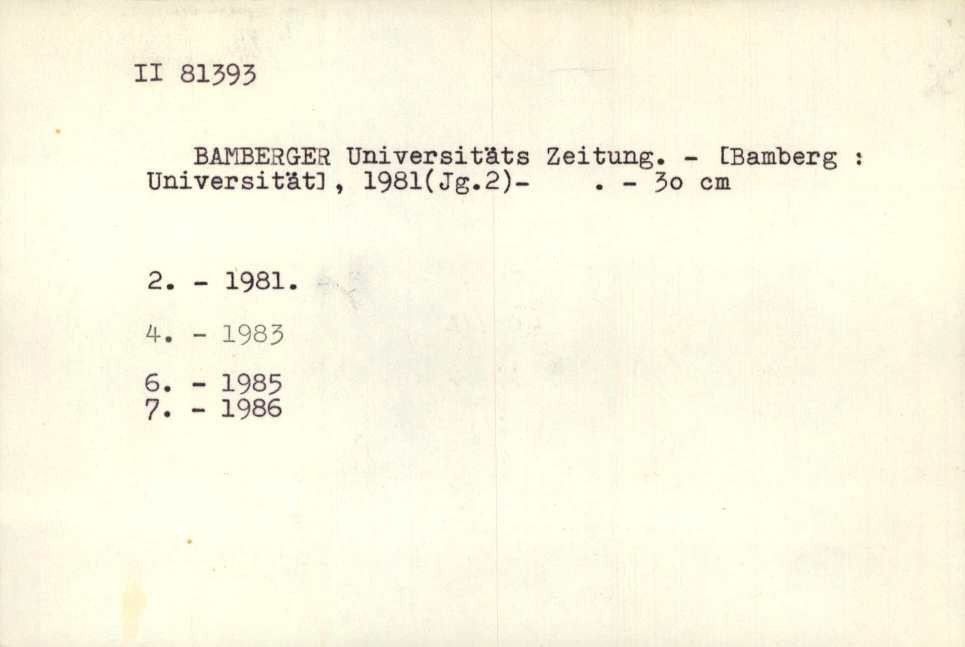 II 81393
BAMBERGER Universitäts Zeitung. - [Bamberg :
Universität], 1981(Jg.2)-    . - 3o cm
2. - 1981.
4. - 1983
6. - 1985
7. - 1986